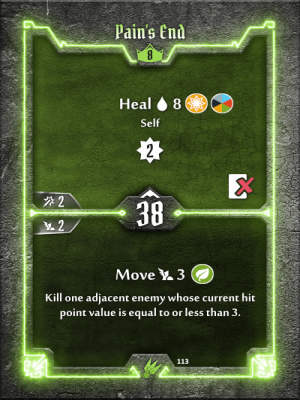 Pain's End
8
Heal 8
Self
2
2
38
2
Move 3
Kill one adjacent enemy whose current hit
point value is equal to or less than 3.
113